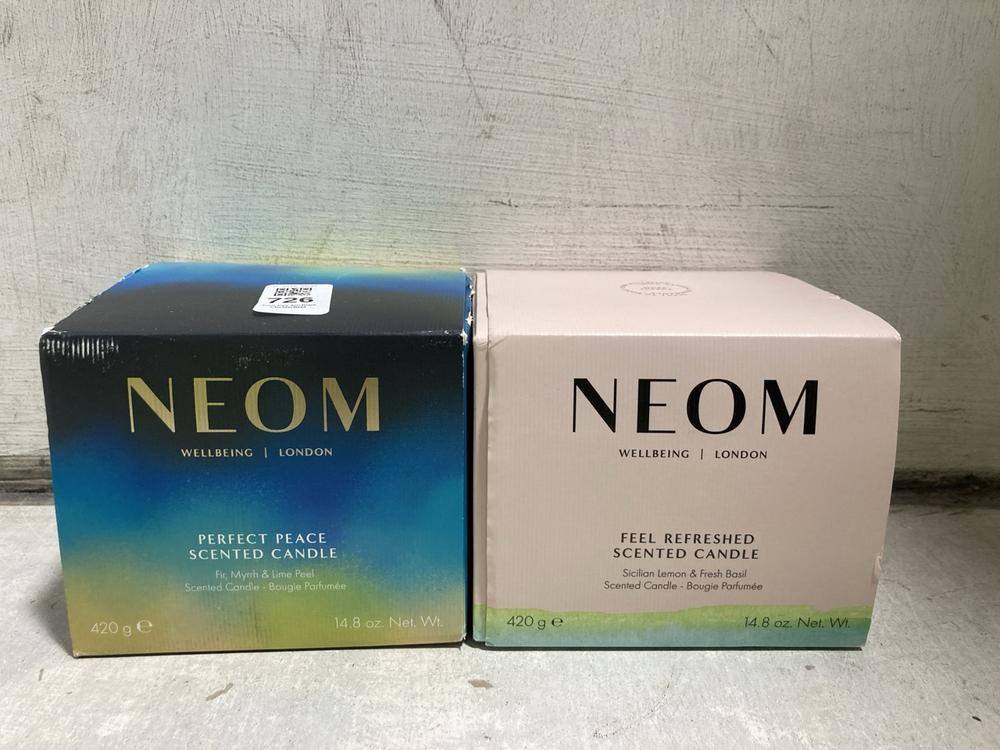 726
NEOM
WELLBEING | LONDON
PERFECT PEACE
SCENTED CANDLE
Fir, Myrrh & Lime Peel
Scented Candle - Bougie Parfumée
420 g ℮
14.8 oz. Net. Wt.
NEOM
WELLBEING | LONDON
FEEL REFRESHED
SCENTED CANDLE
Sicilian Lemon & Fresh Basil
Scented Candle - Bougie Parfumée
420 g ℮
14.8 oz. Net. Wt.